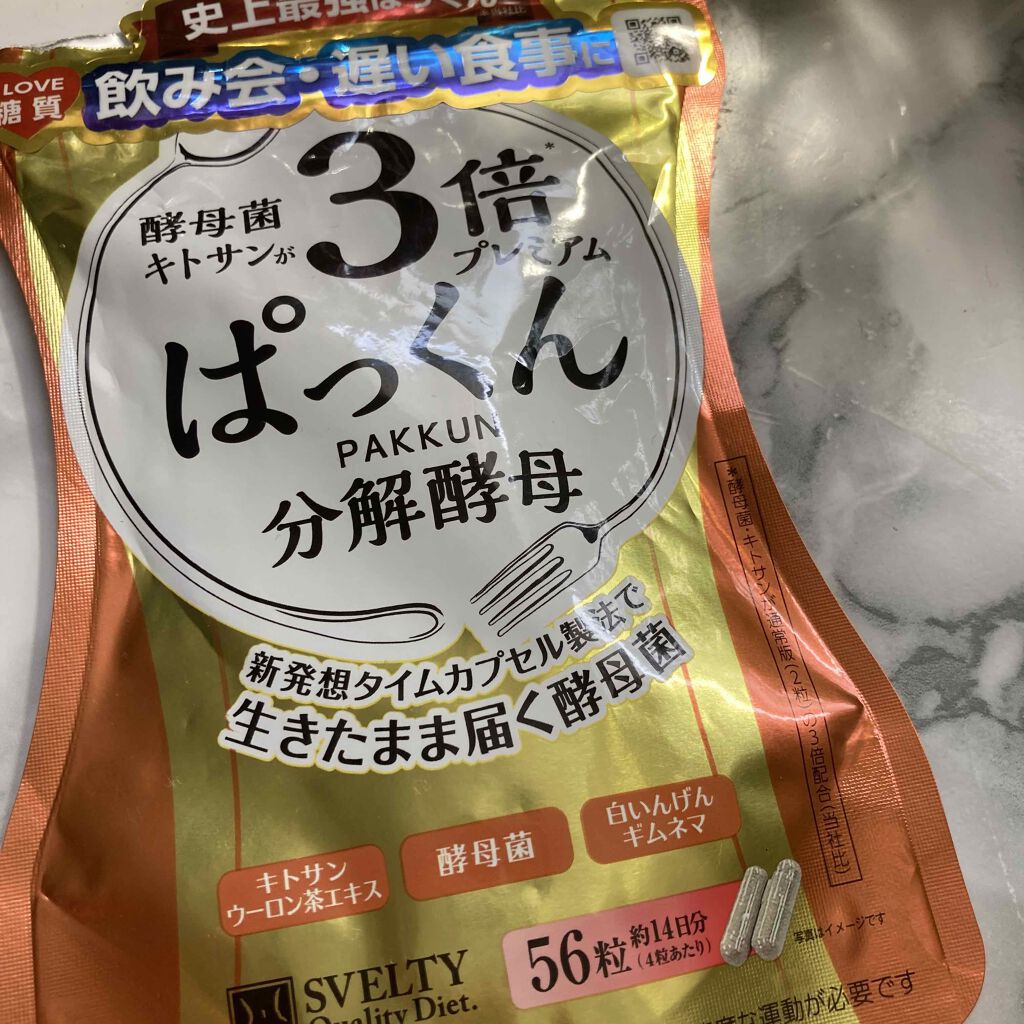 史上最強ぱっくん
LOVE
糖質
飲み会・遅い食事に
酵母菌
キトサンが
3倍*
プレミアム
ぱっくん
PAKKUN
分解酵母
新発想タイムカプセル製法で
生きたまま届く酵母菌
*酵母菌・キトサンが通常版(2粒)の3倍配合(当社比)
キトサン
ウーロン茶エキス
酵母菌
白いんげん
ギムネマ
56粒
約14日分
(4粒あたり)
写真はイメージです
SVELTY
Quality Diet.
度な運動が必要です